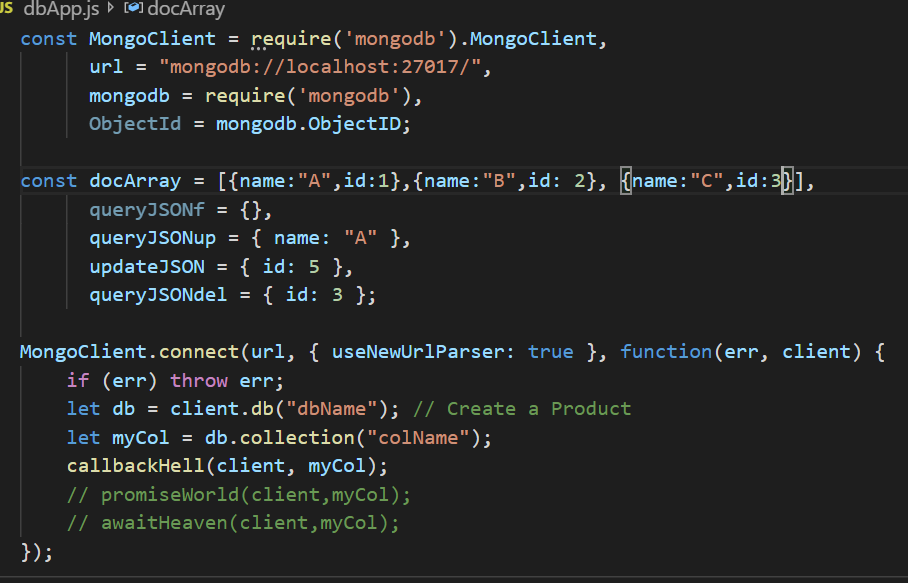 JS dbApp.js > docArray
const MongoClient = require('mongodb').MongoClient,
      url = "mongodb://localhost:27017/",
      mongodb = require('mongodb'),
      ObjectId = mongodb.ObjectID;
const docArray = [{name:"A",id:1},{name:"B",id: 2}, {name:"C",id:3}],
      queryJSONf = {},
      queryJSONup = { name: "A" },
      updateJSON = { id: 5 },
      queryJSONdel = { id: 3 };
MongoClient.connect(url, { useNewUrlParser: true }, function(err, client) {
    if (err) throw err;
    let db = client.db("dbName"); // Create a Product
    let myCol = db.collection("colName");
    callbackHell(client, myCol);
    // promiseWorld(client,myCol);
    // awaitHeaven(client,myCol);
});